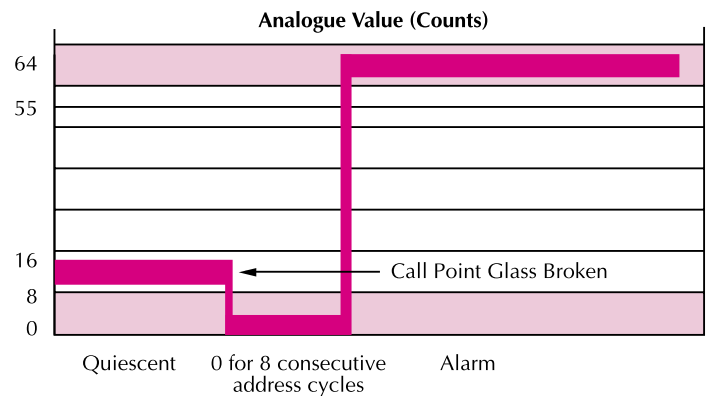 Analogue Value (Counts)
64
55
16
Call Point Glass Broken
8
0
Quiescent
0 for 8 consecutive
address cycles
Alarm